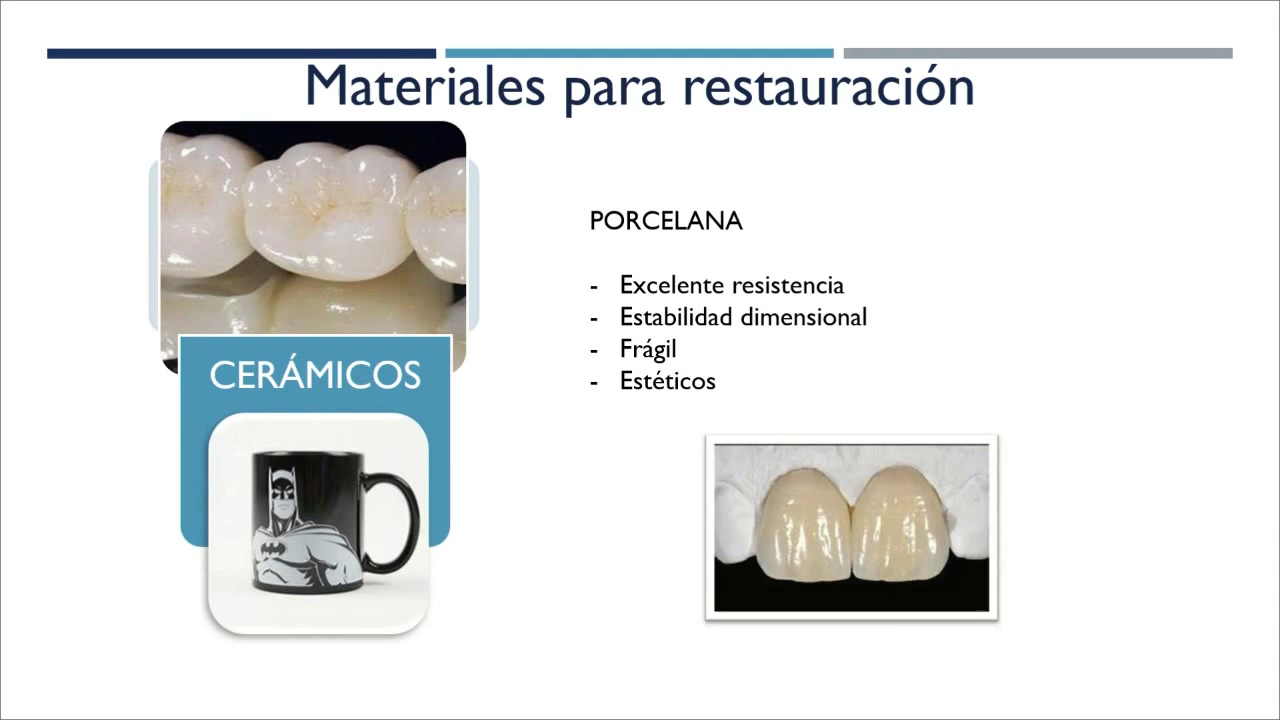 Materiales para restauración
PORCELANA
- Excelente resistencia
- Estabilidad dimensional
- Frágil
- Estéticos
CERÁMICOS